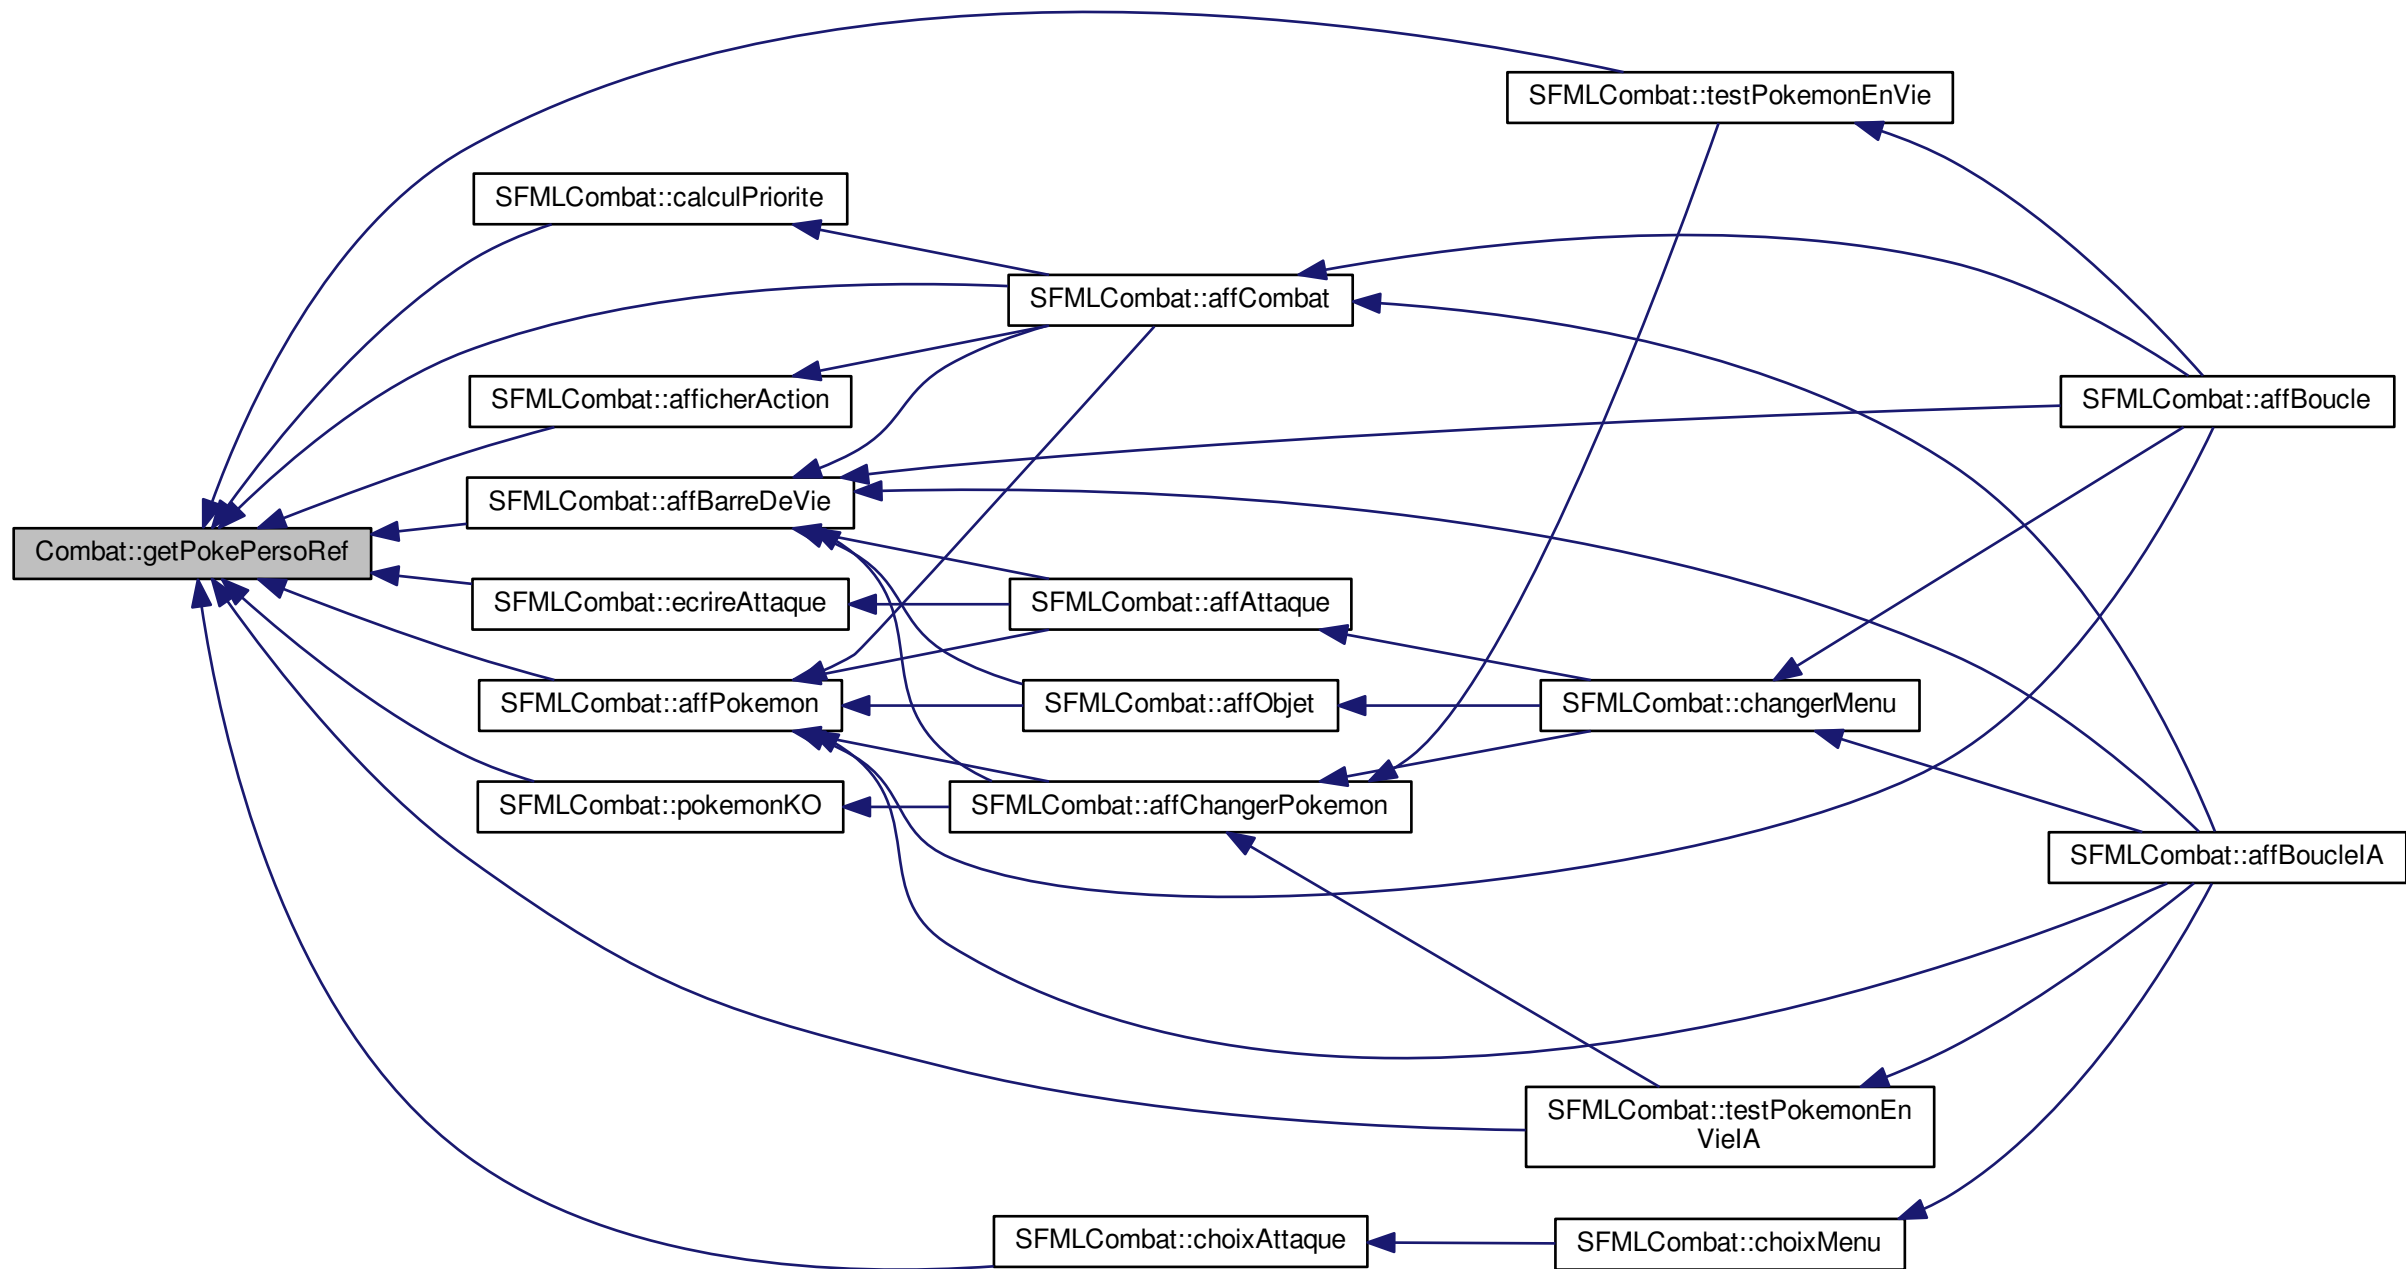 SFMLCombat::testPokemonEnVie
SFMLCombat::calculPriorite
SFMLCombat::affCombat
SFMLCombat::afficherAction
SFMLCombat::affBoucle
SFMLCombat::affBarreDeVie
Combat::getPokePersoRef
SFMLCombat::ecrireAttaque
SFMLCombat::affAttaque
SFMLCombat::affPokemon
SFMLCombat::affObjet
SFMLCombat::changerMenu
SFMLCombat::pokemonKO
SFMLCombat::affChangerPokemon
SFMLCombat::affBoucleIA
SFMLCombat::testPokemonEn
VieIA
SFMLCombat::choixAttaque
SFMLCombat::choixMenu